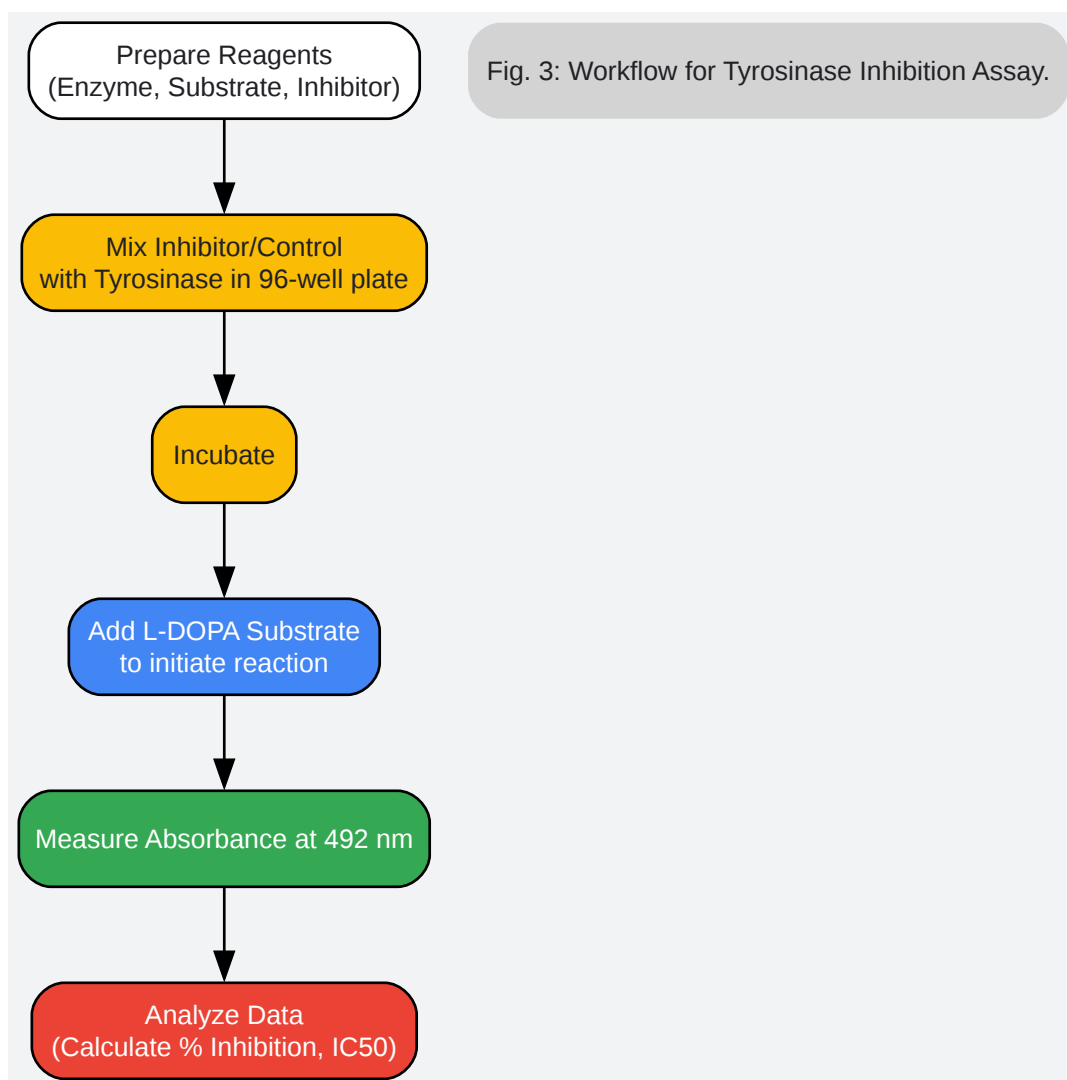 Prepare Reagents
(Enzyme, Substrate, Inhibitor)
Fig. 3: Workflow for Tyrosinase Inhibition Assay.
Mix Inhibitor/Control
with Tyrosinase in 96-well plate
Incubate
Add L-DOPA Substrate
to initiate reaction
Measure Absorbance at 492 nm
Analyze Data
(Calculate % Inhibition, IC50)